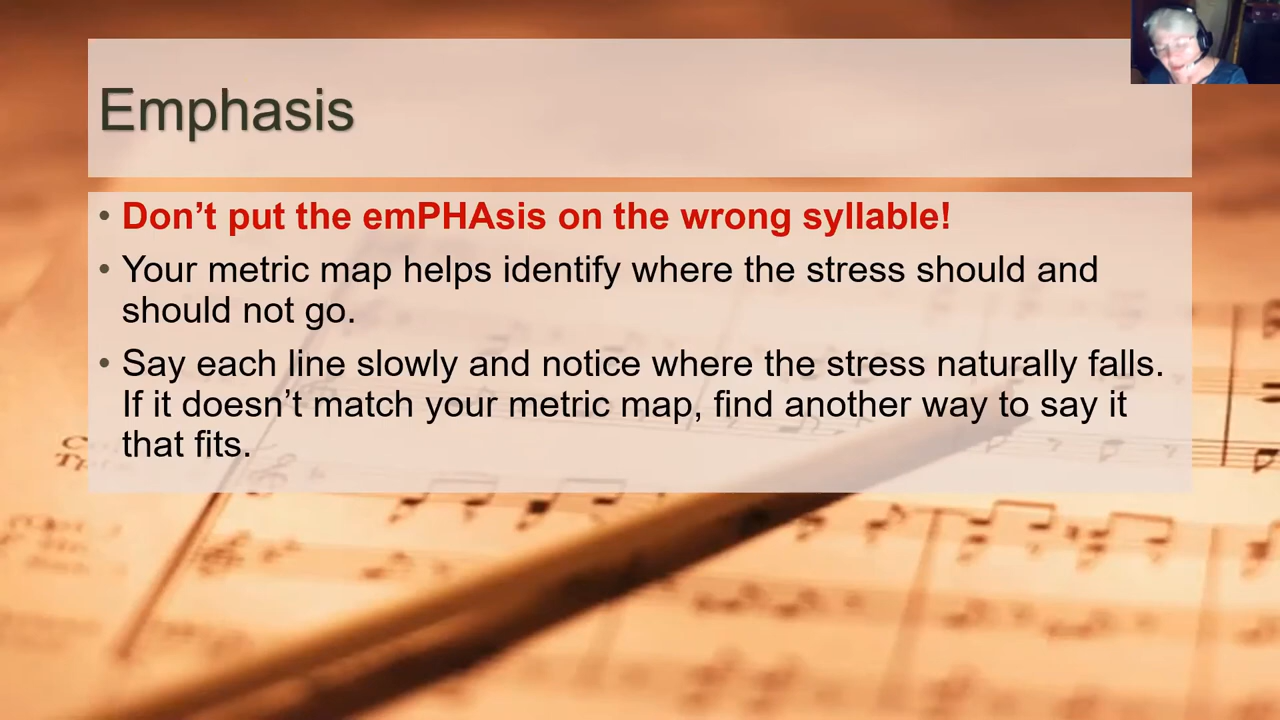 Emphasis
• Don’t put the emPHAsis on the wrong syllable!
• Your metric map helps identify where the stress should and
should not go.
• Say each line slowly and notice where the stress naturally falls.
If it doesn’t match your metric map, find another way to say it
that fits.